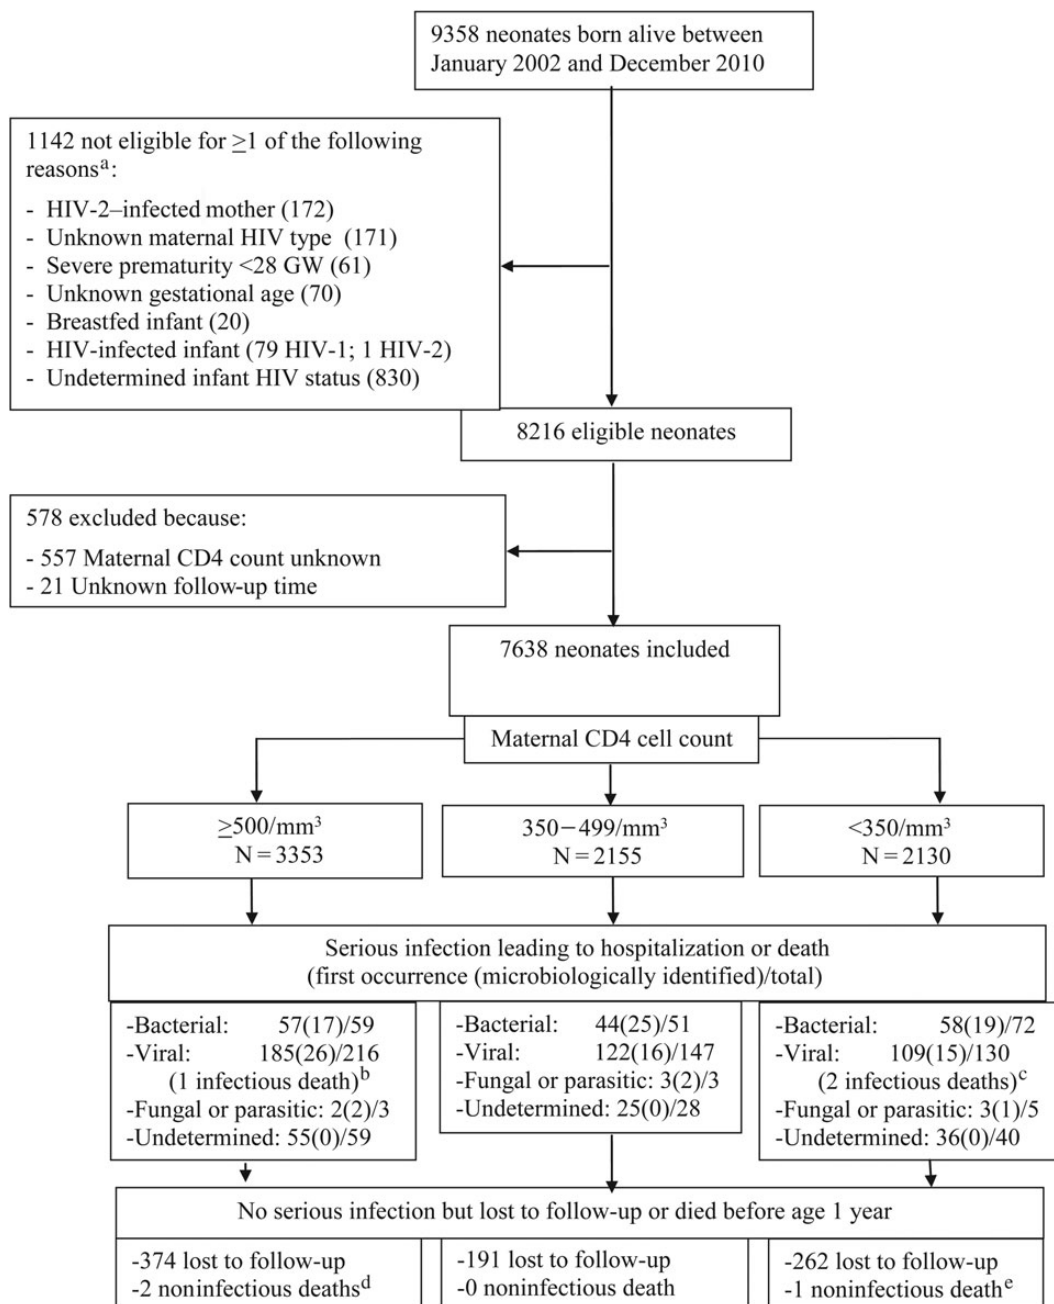 9358 neonates born alive between
January 2002 and December 2010
1142 not eligible for ≥1 of the following
reasonsᵃ:
- HIV-2–infected mother (172)
- Unknown maternal HIV type (171)
- Severe prematurity <28 GW (61)
- Unknown gestational age (70)
- Breastfed infant (20)
- HIV-infected infant (79 HIV-1; 1 HIV-2)
- Undetermined infant HIV status (830)
8216 eligible neonates
578 excluded because:
- 557 Maternal CD4 count unknown
- 21 Unknown follow-up time
7638 neonates included
Maternal CD4 cell count
≥500/mm³
N = 3353
350–499/mm³
N = 2155
<350/mm³
N = 2130
Serious infection leading to hospitalization or death
(first occurrence (microbiologically identified)/total)
-Bacterial: 57(17)/59
-Viral: 185(26)/216
(1 infectious death)ᵇ
-Fungal or parasitic: 2(2)/3
-Undetermined: 55(0)/59
-Bacterial: 44(25)/51
-Viral: 122(16)/147
-Fungal or parasitic: 3(2)/3
-Undetermined: 25(0)/28
-Bacterial: 58(19)/72
-Viral: 109(15)/130
(2 infectious deaths)ᶜ
-Fungal or parasitic: 3(1)/5
-Undetermined: 36(0)/40
No serious infection but lost to follow-up or died before age 1 year
-374 lost to follow-up
-2 noninfectious deathsᵈ
-191 lost to follow-up
-0 noninfectious death
-262 lost to follow-up
-1 noninfectious deathᵉ